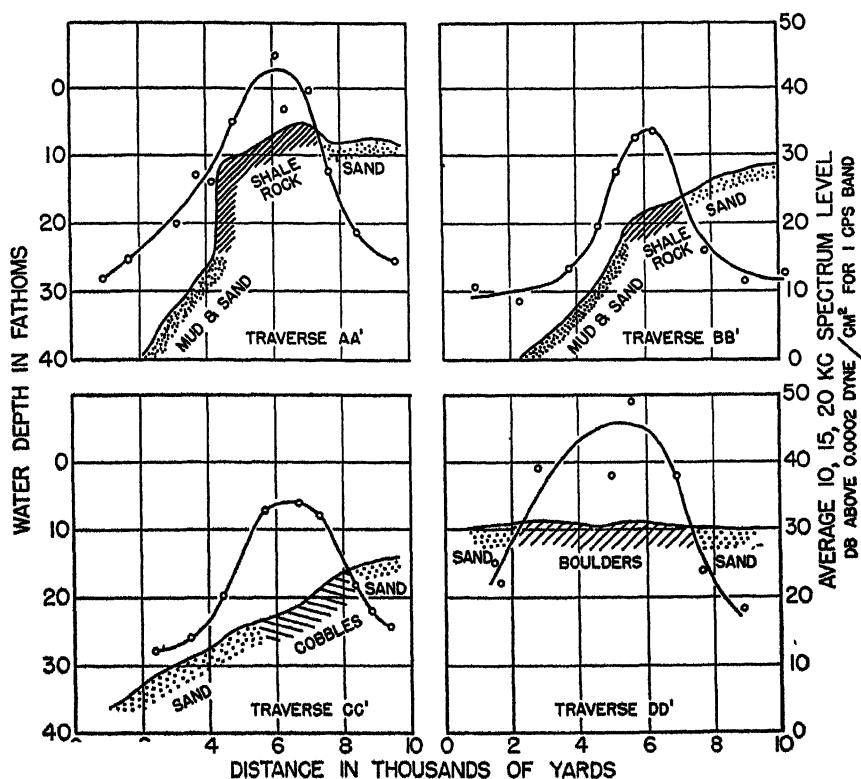 50
0
40
10
30
SHALE
ROCK
SAND
SHALE
ROCK
SAND
20
20
30
10
MUD & SAND
MUD & SAND
TRAVERSE AA'
TRAVERSE BB'
40
0
50
0
40
10
30
SAND
BOULDERS
SAND
20
SAND
20
COBBLES
30
10
SAND
TRAVERSE CC'
TRAVERSE DD'
40
0
4
6
8
10
0
2
4
6
8
10
DISTANCE IN THOUSANDS OF YARDS
WATER DEPTH IN FATHOMS
AVERAGE 10, 15, 20 KC SPECTRUM LEVEL
DB ABOVE 0.0002 DYNE/CM² FOR 1 CPS BAND